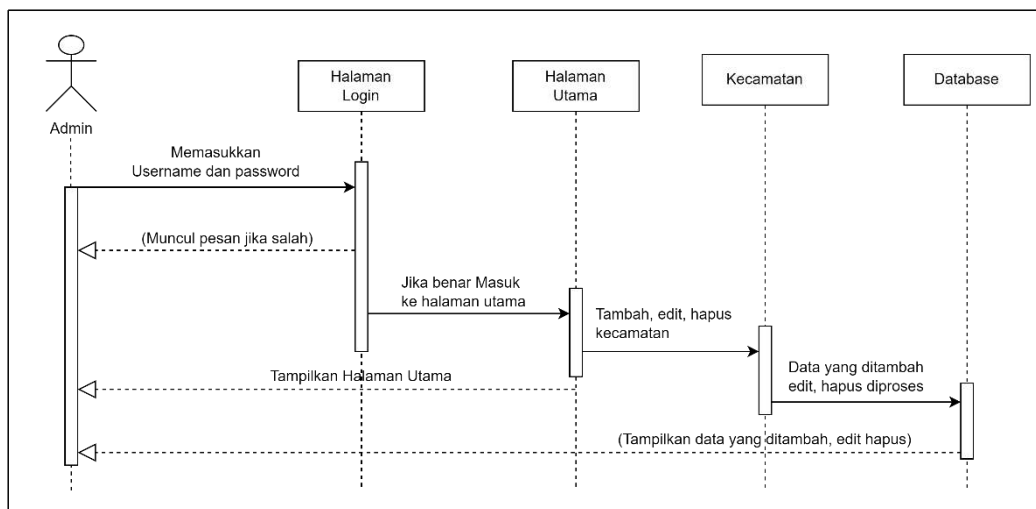 Admin
Halaman
Login
Halaman
Utama
Kecamatan
Database
Memasukkan
Username dan password
(Muncul pesan jika salah)
Jika benar Masuk
ke halaman utama
Tambah, edit, hapus
kecamatan
Tampilkan Halaman Utama
Data yang ditambah
edit, hapus diproses
(Tampilkan data yang ditambah, edit hapus)